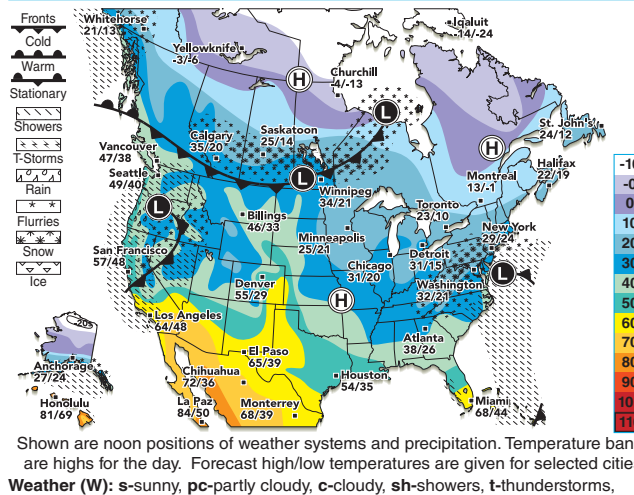 Fronts
Cold
Warm
Stationary
Showers
T-Storms
Rain
Flurries
Snow
Ice
Whitehorse
21/13
Yellowknife
-3/-6
Iqaluit
-14/-24
Churchill
-4/-13
H
L
Calgary
35/20
Saskatoon
25/14
St. John's
24/12
H
Vancouver
47/38
Seattle
49/40
L
Winnipeg
34/21
Montreal
13/-1
Halifax
22/19
L
Billings
46/33
Toronto
23/10
Minneapolis
25/21
New York
29/24
San Francisco
57/48
Chicago
31/20
Detroit
31/15
Washington
32/21
L
Denver
55/29
H
Los Angeles
64/48
Atlanta
38/26
El Paso
65/39
Chihuahua
72/36
Houston
54/35
La Paz
84/50
Monterrey
68/39
Miami
68/44
-20s
Anchorage
27/24
Honolulu
81/69
-10
-0
0
10
20
30
40
50
60
70
80
90
10
11
Shown are noon positions of weather systems and precipitation. Temperature ban
are highs for the day. Forecast high/low temperatures are given for selected citie
Weather (W): s-sunny, pc-partly cloudy, c-cloudy, sh-showers, t-thunderstorms,